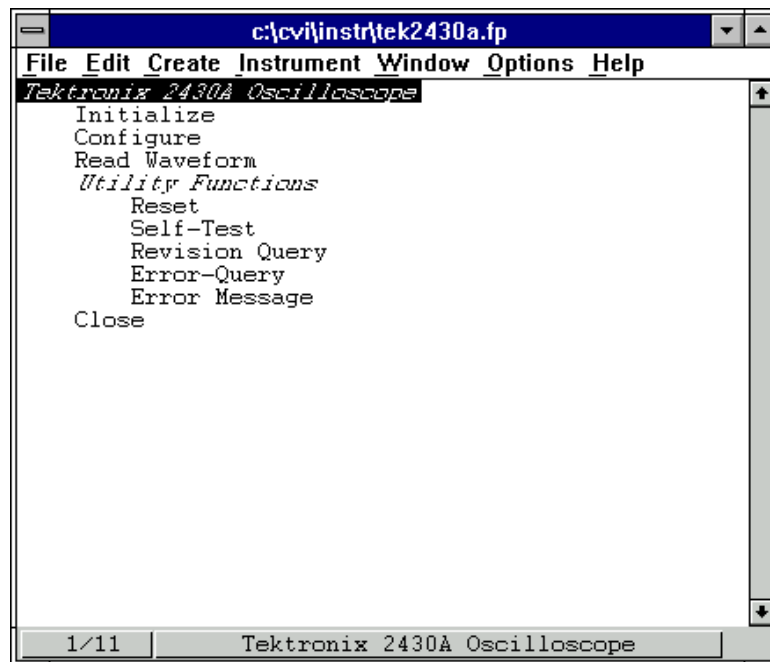 c:\cvi\instr\tek2430a.fp
File Edit Create Instrument Window Options Help
Tektronix 2430A Oscilloscope
Initialize
Configure
Read Waveform
Utility Functions
Reset
Self-Test
Revision Query
Error-Query
Error Message
Close
1/11 Tektronix 2430A Oscilloscope